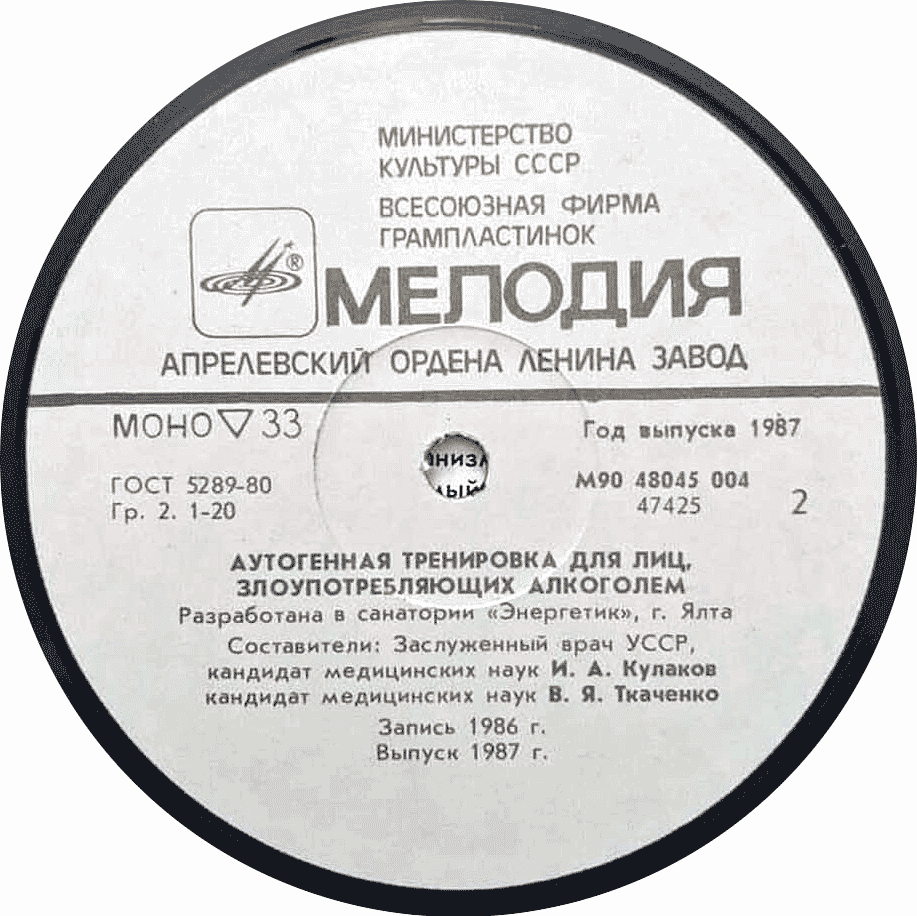 МИНИСТЕРСТВО
КУЛЬТУРЫ СССР
ВСЕСОЮЗНАЯ ФИРМА
ГРАМПЛАСТИНОК
®
МЕЛОДИЯ
АПРЕЛЕВСКИЙ ОРДЕНА ЛЕНИНА ЗАВОД
МОНО ▽ 33
Год выпуска 1987
ГОСТ 5289-80
Гр. 2. 1-20
М90 48045 004
47425
2
АУТОГЕННАЯ ТРЕНИРОВКА ДЛЯ ЛИЦ,
ЗЛОУПОТРЕБЛЯЮЩИХ АЛКОГОЛЕМ
Разработана в санатории «Энергетик», г. Ялта
Составители: Заслуженный врач УССР,
кандидат медицинских наук И. А. Кулаков
кандидат медицинских наук В. Я. Ткаченко
Запись 1986 г.
Выпуск 1987 г.